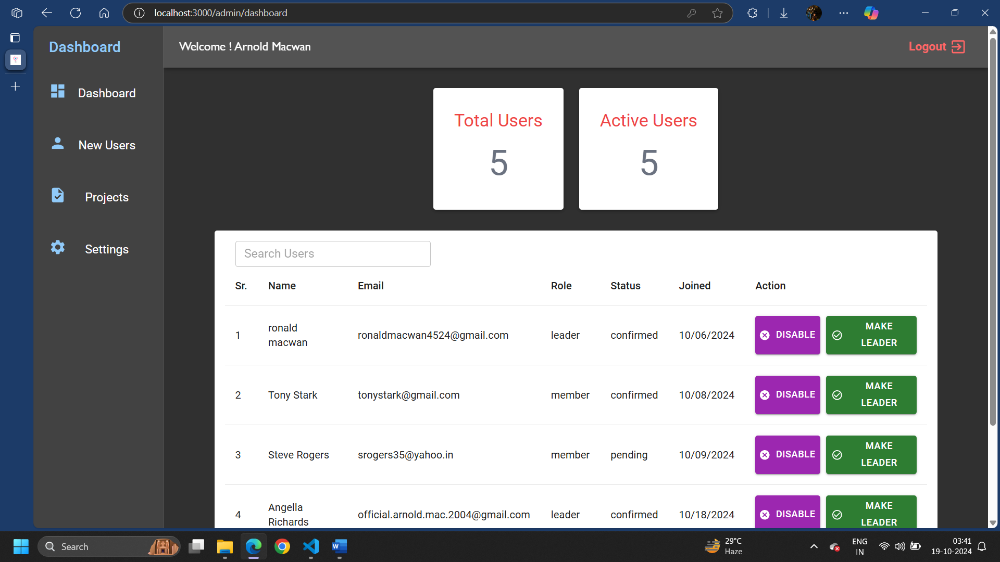 localhost:3000/admin/dashboard
Dashboard
Welcome ! Arnold Macwan
Logout
Dashboard
New Users
Projects
Settings
Total Users
5
Active Users
5
Search Users
Sr. Name Email Role Status Joined Action
1 ronald macwan ronaldmacwan4524@gmail.com leader confirmed 10/06/2024 DISABLE MAKE LEADER
2 Tony Stark tonystark@gmail.com member confirmed 10/08/2024 DISABLE MAKE LEADER
3 Steve Rogers srogers35@yahoo.in member pending 10/09/2024 DISABLE MAKE LEADER
4 Angella Richards official.arnold.mac.2004@gmail.com leader confirmed 10/18/2024 DISABLE MAKE LEADER
Search
W
29°C
Haze
ENG
IN
03:41
19-10-2024